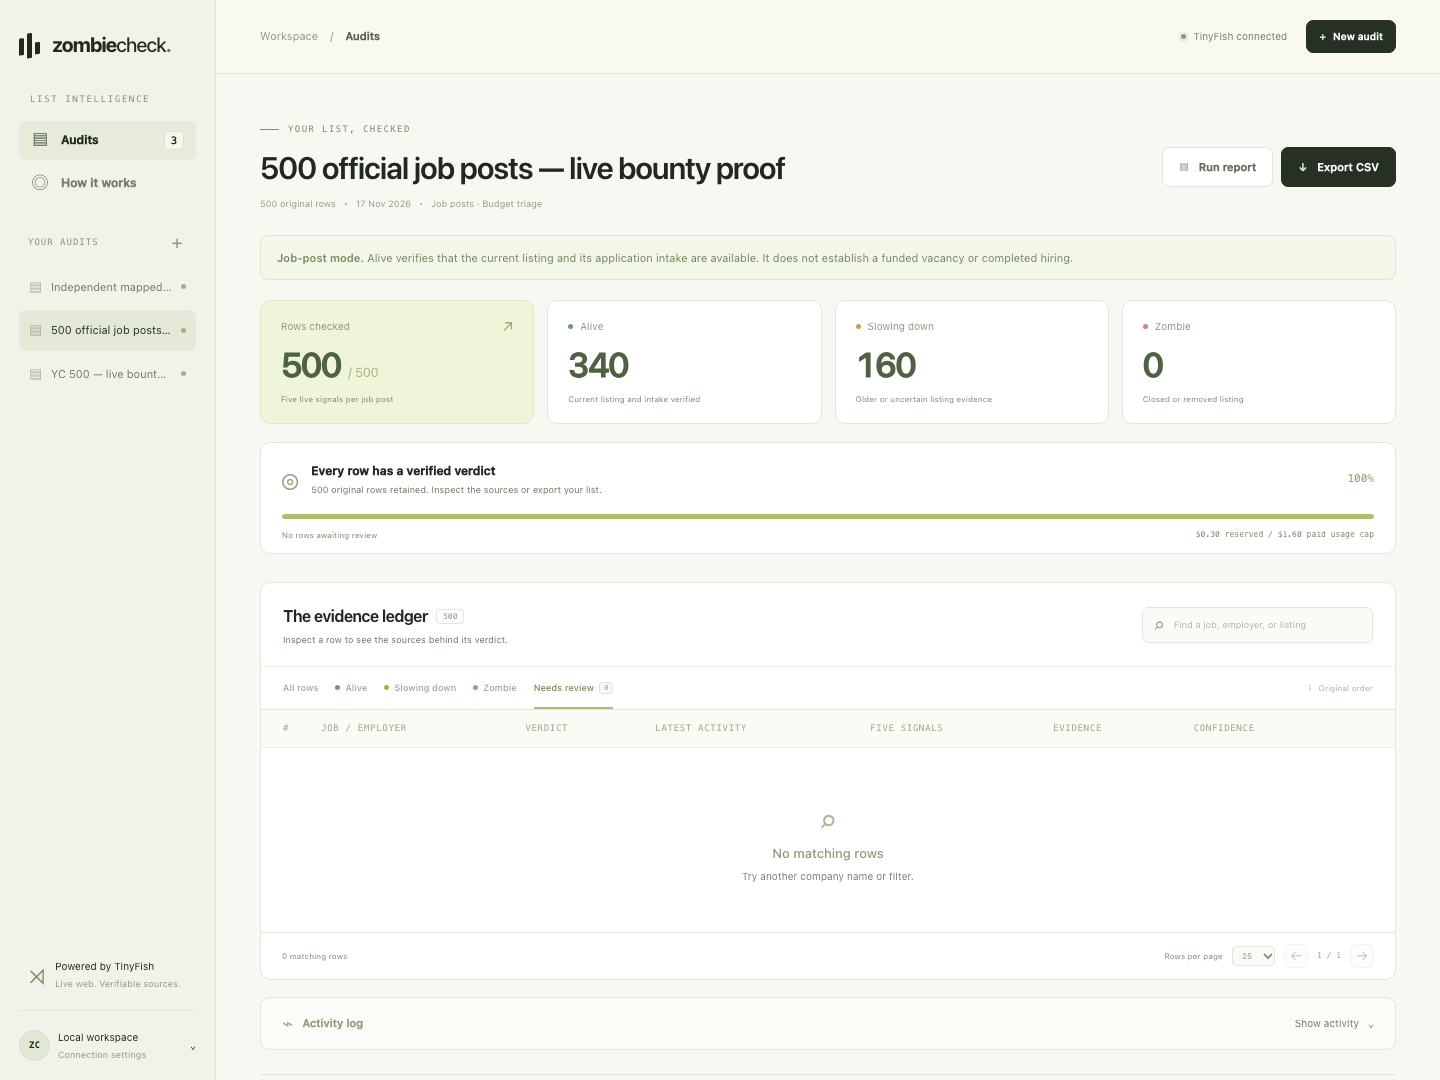 zombiecheck.
LIST INTELLIGENCE
Audits 3
How it works
YOUR AUDITS +
Independent mapped...
500 official job posts...
YC 500 — live bount...
Powered by TinyFish
Live web. Verifiable sources.
ZC Local workspace
Connection settings
Workspace / Audits
TinyFish connected
+ New audit
YOUR LIST, CHECKED
500 official job posts — live bounty proof
Run report
Export CSV
500 original rows • 17 Nov 2026 • Job posts · Budget triage
Job-post mode. Alive verifies that the current listing and its application intake are available. It does not establish a funded vacancy or completed hiring.
Rows checked
500 / 500
Five live signals per job post
Alive
340
Current listing and intake verified
Slowing down
160
Older or uncertain listing evidence
Zombie
0
Closed or removed listing
Every row has a verified verdict
500 original rows retained. Inspect the sources or export your list.
100%
No rows awaiting review
$0.30 reserved / $1.60 paid usage cap
The evidence ledger 500
Inspect a row to see the sources behind its verdict.
Find a job, employer, or listing
All rows Alive Slowing down Zombie Needs review 0
Original order
# JOB / EMPLOYER VERDICT LATEST ACTIVITY FIVE SIGNALS EVIDENCE CONFIDENCE
No matching rows
Try another company name or filter.
0 matching rows
Rows per page 25 ← 1 / 1 →
Activity log
Show activity